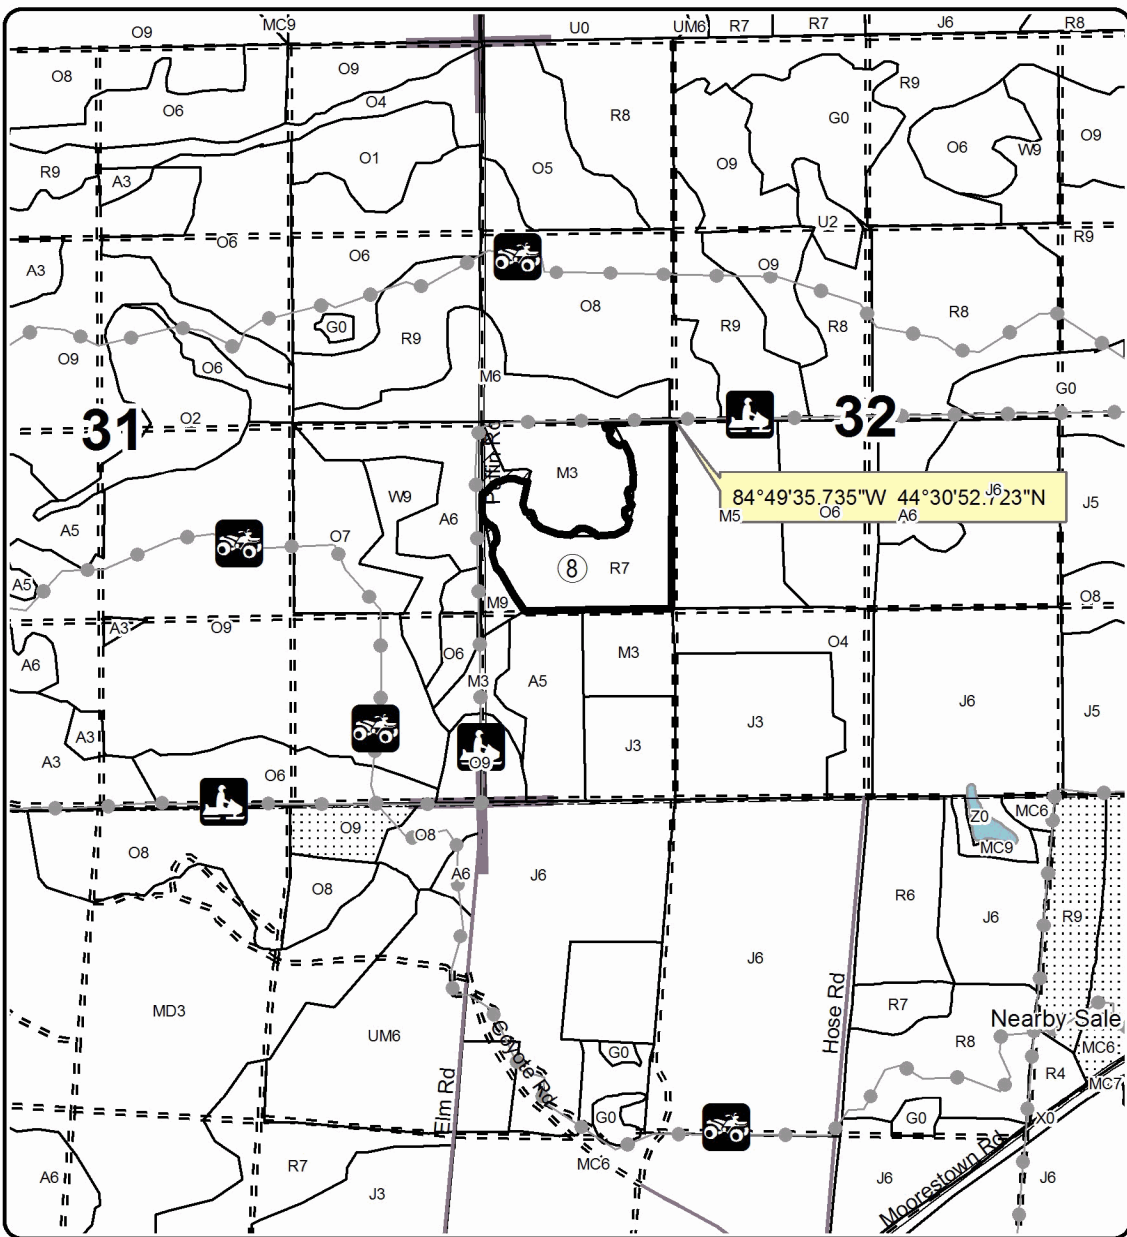 O9 MC9 U0 UM6 R7 R7 J6 R8
O8 O9 R9
O6 O4 R8 G0
O1 O9 O6 W9 O9
R9 A3 O5
U2
O6 O6 R9
A3 O9
O8 R8
G0 R9 R9 R8
O9 O6
M6 G0
O2
31 32
Puffin Rd
M3
84°49'35.735"W 44°30'52.723"N
J6
W9 M5 O6 A6 J5
A5 A6
O7
8 R7
A5 M9 O8
A3 O9
O4
A6 O6 M3
M3 A5 J6
J3 J5
A3 J3
A3 O9
O6
Z0 MC6
O9 O8
O8 MC9
A6 J6
O8 R6
J6 R9
J6
MD3 R7
Nearby Sale
UM6 Coyote Rd Hose Rd R8
G0 MC6
Elm Rd R4 MC7
G0 G0 X0
Moorestown Rd
R7 MC6
A6 J3 J6 J6